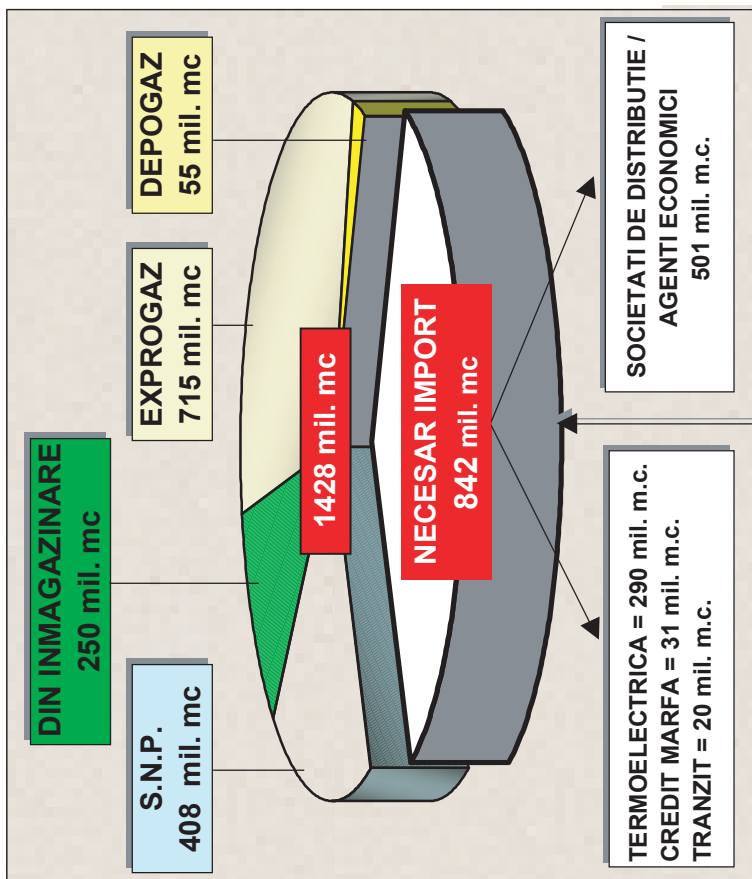 S.N.P.
408 mil. mc
DIN INMAGAZINARE
250 mil. mc
EXPROGAZ
715 mil. mc
DEPOGAZ
55 mil. mc
1428 mil. mc
NECESAR IMPORT
842 mil. mc
TERMOELECTRICA = 290 mil. m.c.
CREDIT MARFA = 31 mil. m.c.
TRANZIT = 20 mil. m.c.
SOCIETATI DE DISTRIBUTIE /
AGENTI ECONOMICI
501 mil. m.c.